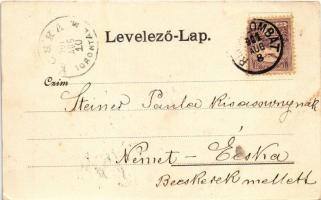 Levelező-Lap.
Czim
Steiner Paula kisasszonynak
Német - Écska
Becskerek mellett